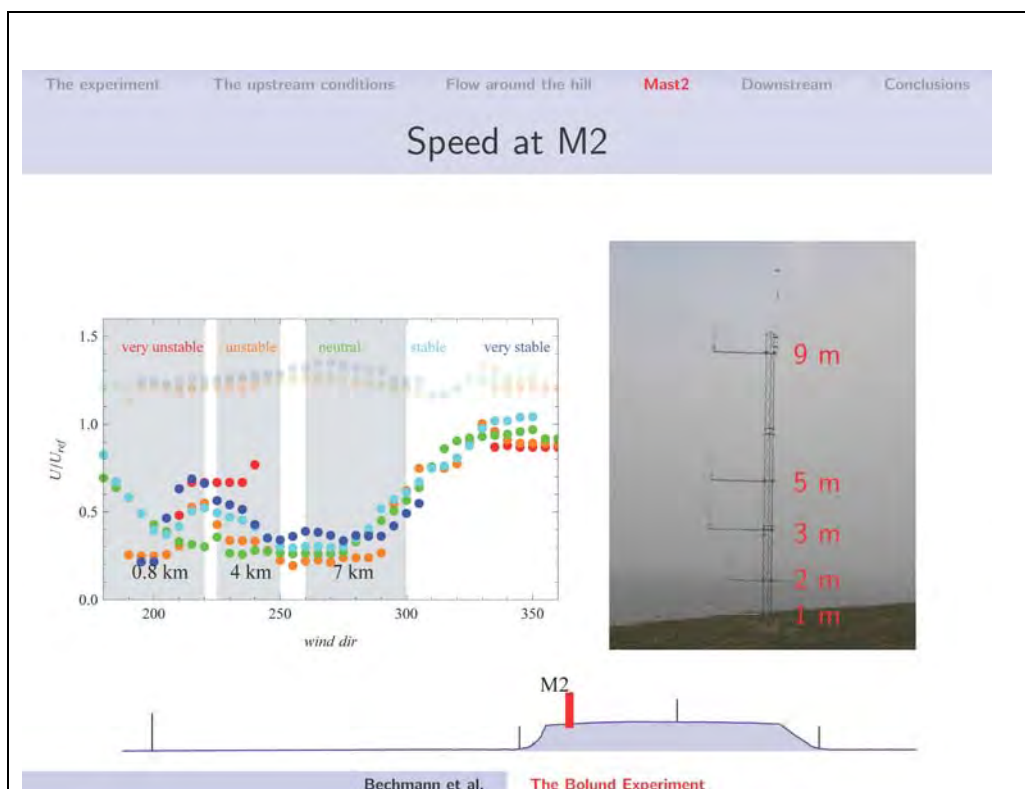 The experiment The upstream conditions Flow around the hill Mast2 Downstream Conclusions
Speed at M2
1.5
1.0
0.5
0.0
U/Uref
very unstable unstable neutral stable very stable
0.8 km 4 km 7 km
200 250 300 350
wind dir
9 m
5 m
3 m
2 m
1 m
M2
Bechmann et al. The Bolund Experiment